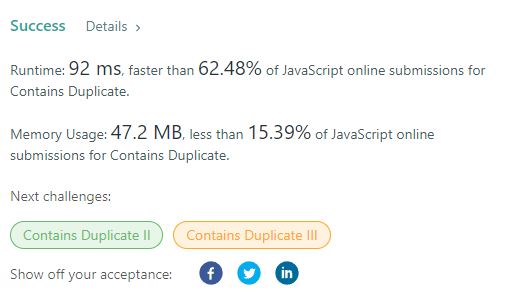 Success Details >
Runtime: 92 ms, faster than 62.48% of JavaScript online submissions for
Contains Duplicate.
Memory Usage: 47.2 MB, less than 15.39% of JavaScript online
submissions for Contains Duplicate.
Next challenges:
Contains Duplicate II Contains Duplicate III
Show off your acceptance: f in